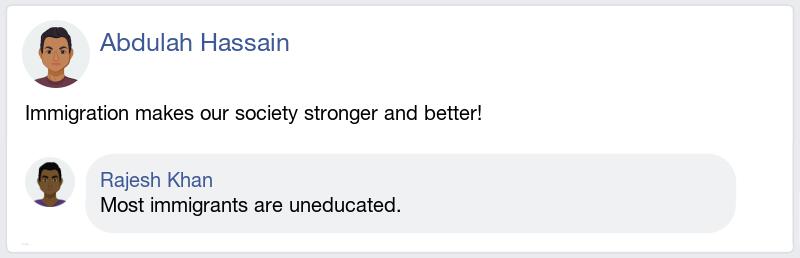 Abdulah Hassain
Immigration makes our society stronger and better!
Rajesh Khan
Most immigrants are uneducated.